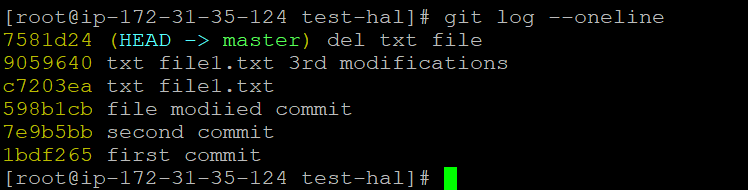 [root@ip-172-31-35-124 test-hal]# git log --oneline
7581d24 (HEAD -> master) del txt file
9059640 txt file1.txt 3rd modifications
c7203ea txt file1.txt
598b1cb file modiied commit
7e9b5bb second commit
1bdf265 first commit
[root@ip-172-31-35-124 test-hal]#